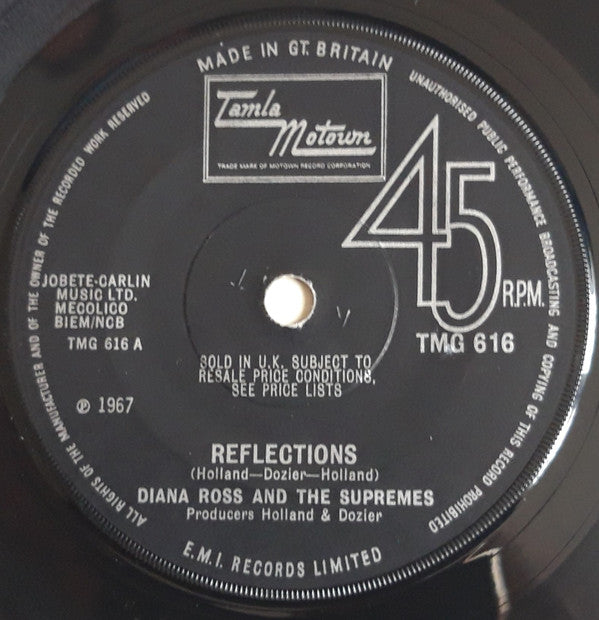 MADE IN GT. BRITAIN
UNAUTHORISED PUBLIC PERFORMANCE BROADCASTING AND COPYING OF THIS RECORD PROHIBITED
ALL RIGHTS OF THE MANUFACTURER AND OF THE OWNER OF THE RECORDED WORK RESERVED
Tamla
Motown
TRADE MARK OF MOTOWN RECORD CORPORATION
45
R.P.M.
TMG 616
JOBETE-CARLIN
MUSIC LTD.
MECOLICO
BIEM/NCB
TMG 616 A
℗ 1967
SOLD IN U.K. SUBJECT TO
RESALE PRICE CONDITIONS,
SEE PRICE LISTS
REFLECTIONS
(Holland—Dozier—Holland)
DIANA ROSS AND THE SUPREMES
Producers Holland & Dozier
E.M.I. RECORDS LIMITED